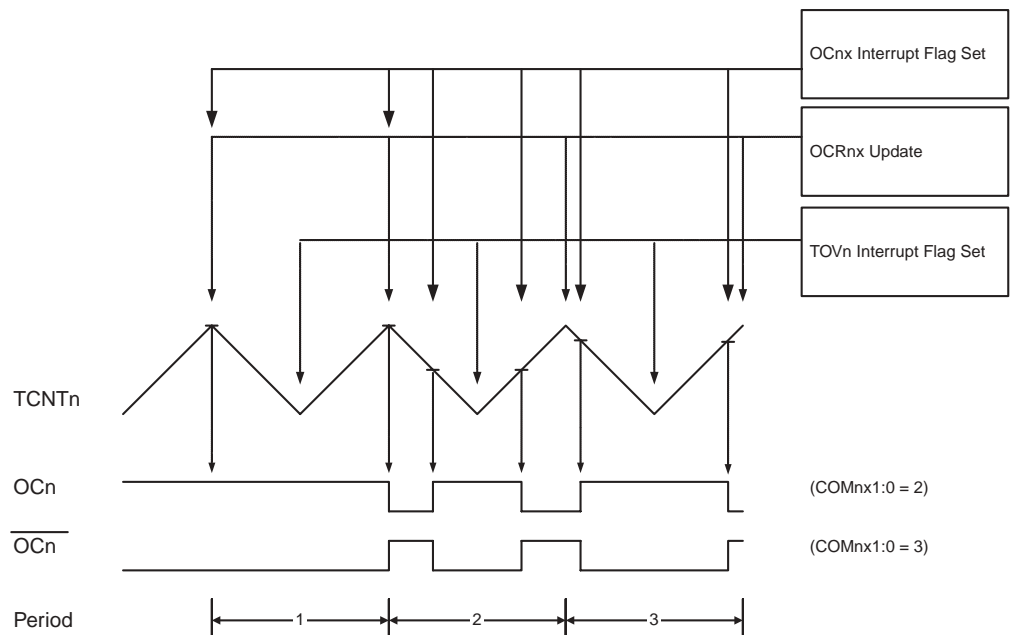 OCnx Interrupt Flag Set
OCRnx Update
TOVn Interrupt Flag Set
TCNTn
OCn (COMnx1:0 = 2)
OCn (COMnx1:0 = 3)
Period 1 2 3